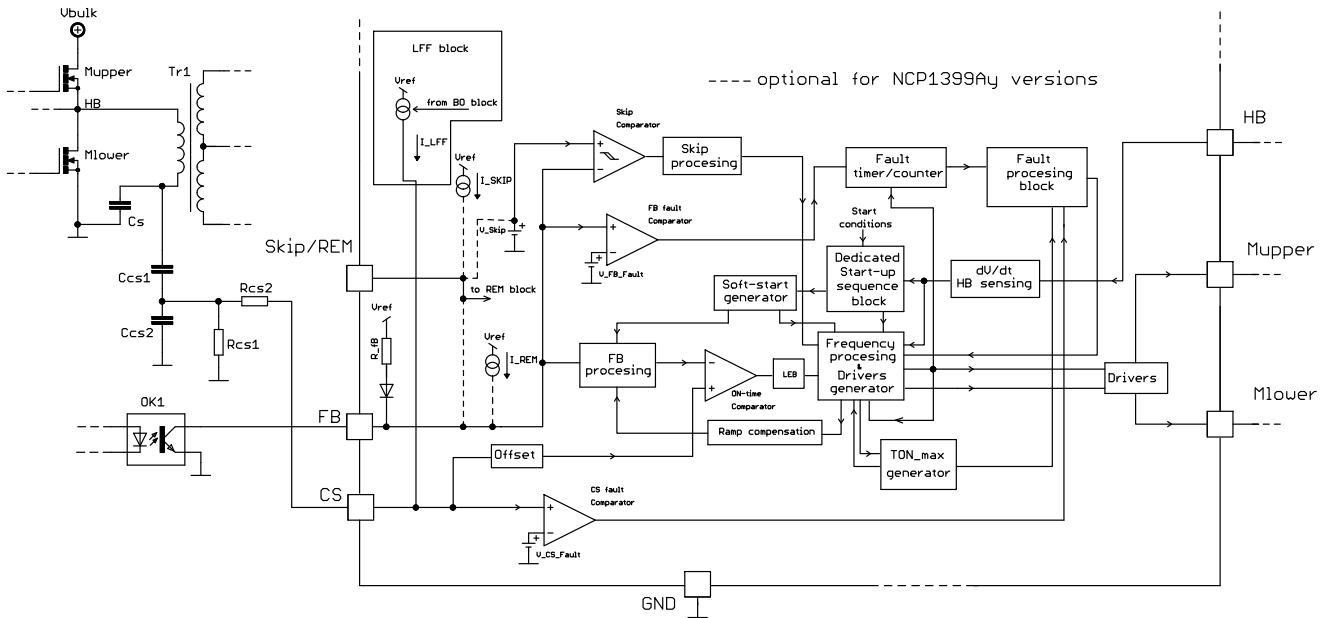 Vbulk
Mupper
HB
Mlower
Tr1
Cs
Ccs1
Ccs2
Rcs2
Rcs1
OK1
LFF block
Vref
from BO block
I_LFF
---- optional for NCP1399Ay versions
Vref
I_SKIP
V_Skip
Skip/REM
to REM block
Vref
R_fB
Vref
I_REM
FB
CS
Offset
Skip
Comparator
Skip
procesing
FB fault
Comparator
V_FB_Fault
Fault
timer/counter
Fault
procesing
block
Start
conditions
Dedicated
Start-up
sequence
block
dV/dt
HB sensing
Soft-start
generator
FB
procesing
ON-time
Comparator
LEB
Frequency
procesing
&
Drivers
generator
Ramp compensation
TON_max
generator
Drivers
CS fault
Comparator
V_CS_Fault
HB
Mupper
Mlower
GND